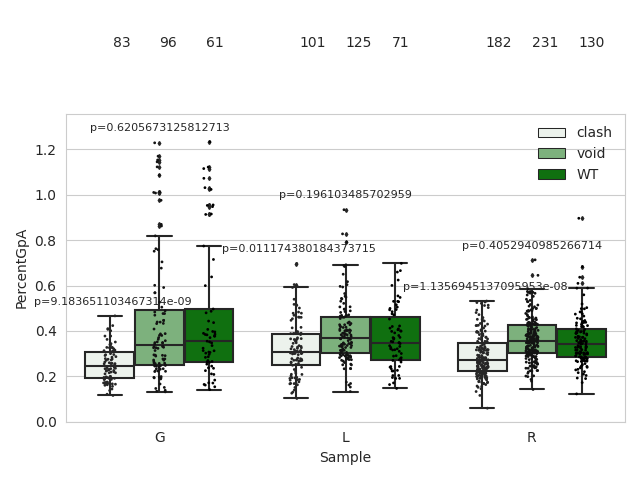 83 96 61 101 125 71 182 231 130
p=0.6205673125812713
clash
void
WT
p=0.196103485702959
p=0.011174380184373715
p=0.4052940985266714
p=9.183651103467314e-09
p=1.1356945137095953e-08
1.2
1.0
0.8
0.6
0.4
0.2
0.0
PercentGpA
G L R
Sample